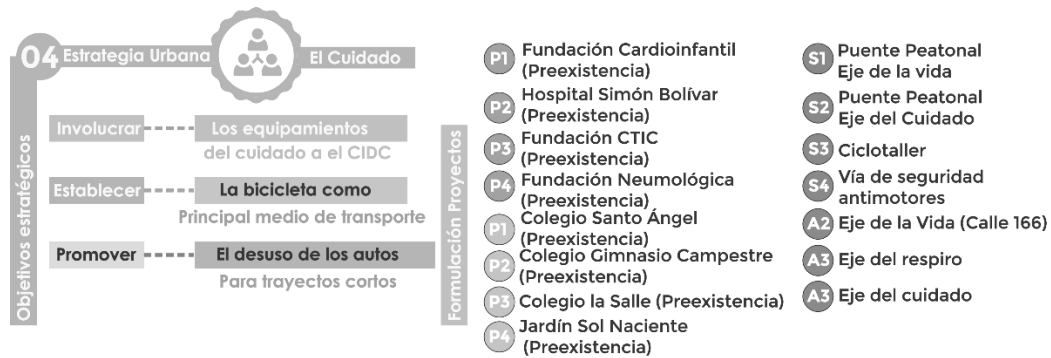 04 Estrategia Urbana El Cuidado
Objetivos estratégicos
Involucrar Los equipamientos
del cuidado a el CIDC
Establecer La bicicleta como
Principal medio de transporte
Promover El desuso de los autos
Para trayectos cortos
Formulación Proyectos
P1 Fundación Cardioinfantil
(Preexistencia)
P2 Hospital Simón Bolívar
(Preexistencia)
P3 Fundación CTIC
(Preexistencia)
P4 Fundación Neumológica
(Preexistencia)
P1 Colegio Santo Ángel
(Preexistencia)
P2 Colegio Gimnasio Campestre
(Preexistencia)
P3 Colegio la Salle (Preexistencia)
P4 Jardín Sol Naciente
(Preexistencia)
S1 Puente Peatonal
Eje de la vida
S2 Puente Peatonal
Eje del Cuidado
S3 Ciclotaller
S4 Vía de seguridad
antimotores
A2 Eje de la Vida (Calle 166)
A3 Eje del respiro
A3 Eje del cuidado